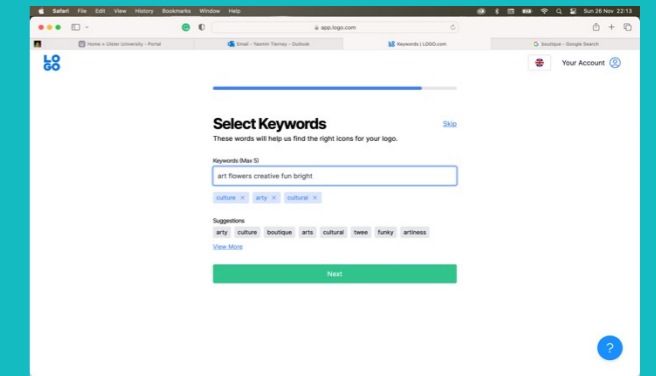 Safari File Edit View History Bookmarks Window Help Sun 26 Nov 22:13
app.logo.com
Home » Ulster University - Portal
Email - Yasmin Tierney - Outlook
Keywords | LOGO.com
boutique - Google Search
LO
GO
Your Account
Select Keywords
Skip
These words will help us find the right icons for your logo.
Keywords (Max 5)
art flowers creative fun bright
culture × arty × cultural ×
Suggestions
arty culture boutique arts cultural twee funky artiness
View More
Next
?